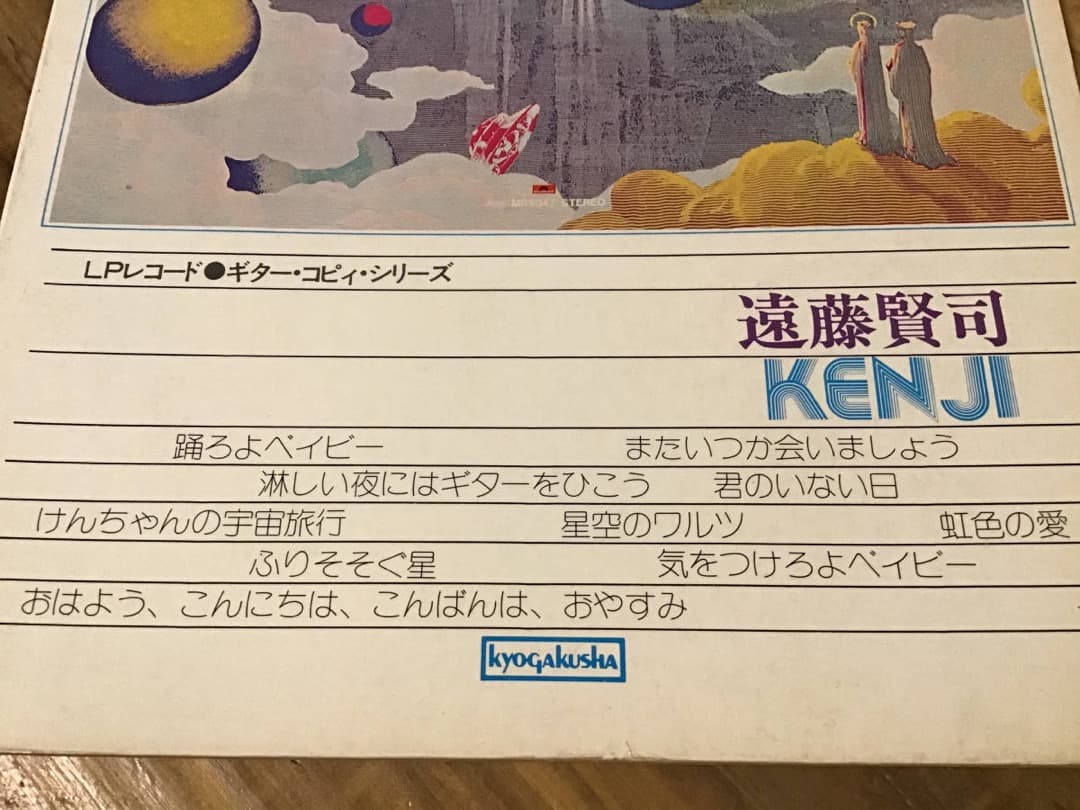 STEREO
LPレコード●ギター・コピィ・シリーズ
遠藤賢司
KENJI
踊ろよベイビー またいつか会いましょう
淋しい夜にはギターをひこう 君のいない日
けんちゃんの宇宙旅行 星空のワルツ 虹色の愛
ふりそそぐ星 気をつけろよベイビー
おはよう、こんにちは、こんばんは、おやすみ
KYOGAKUSHA